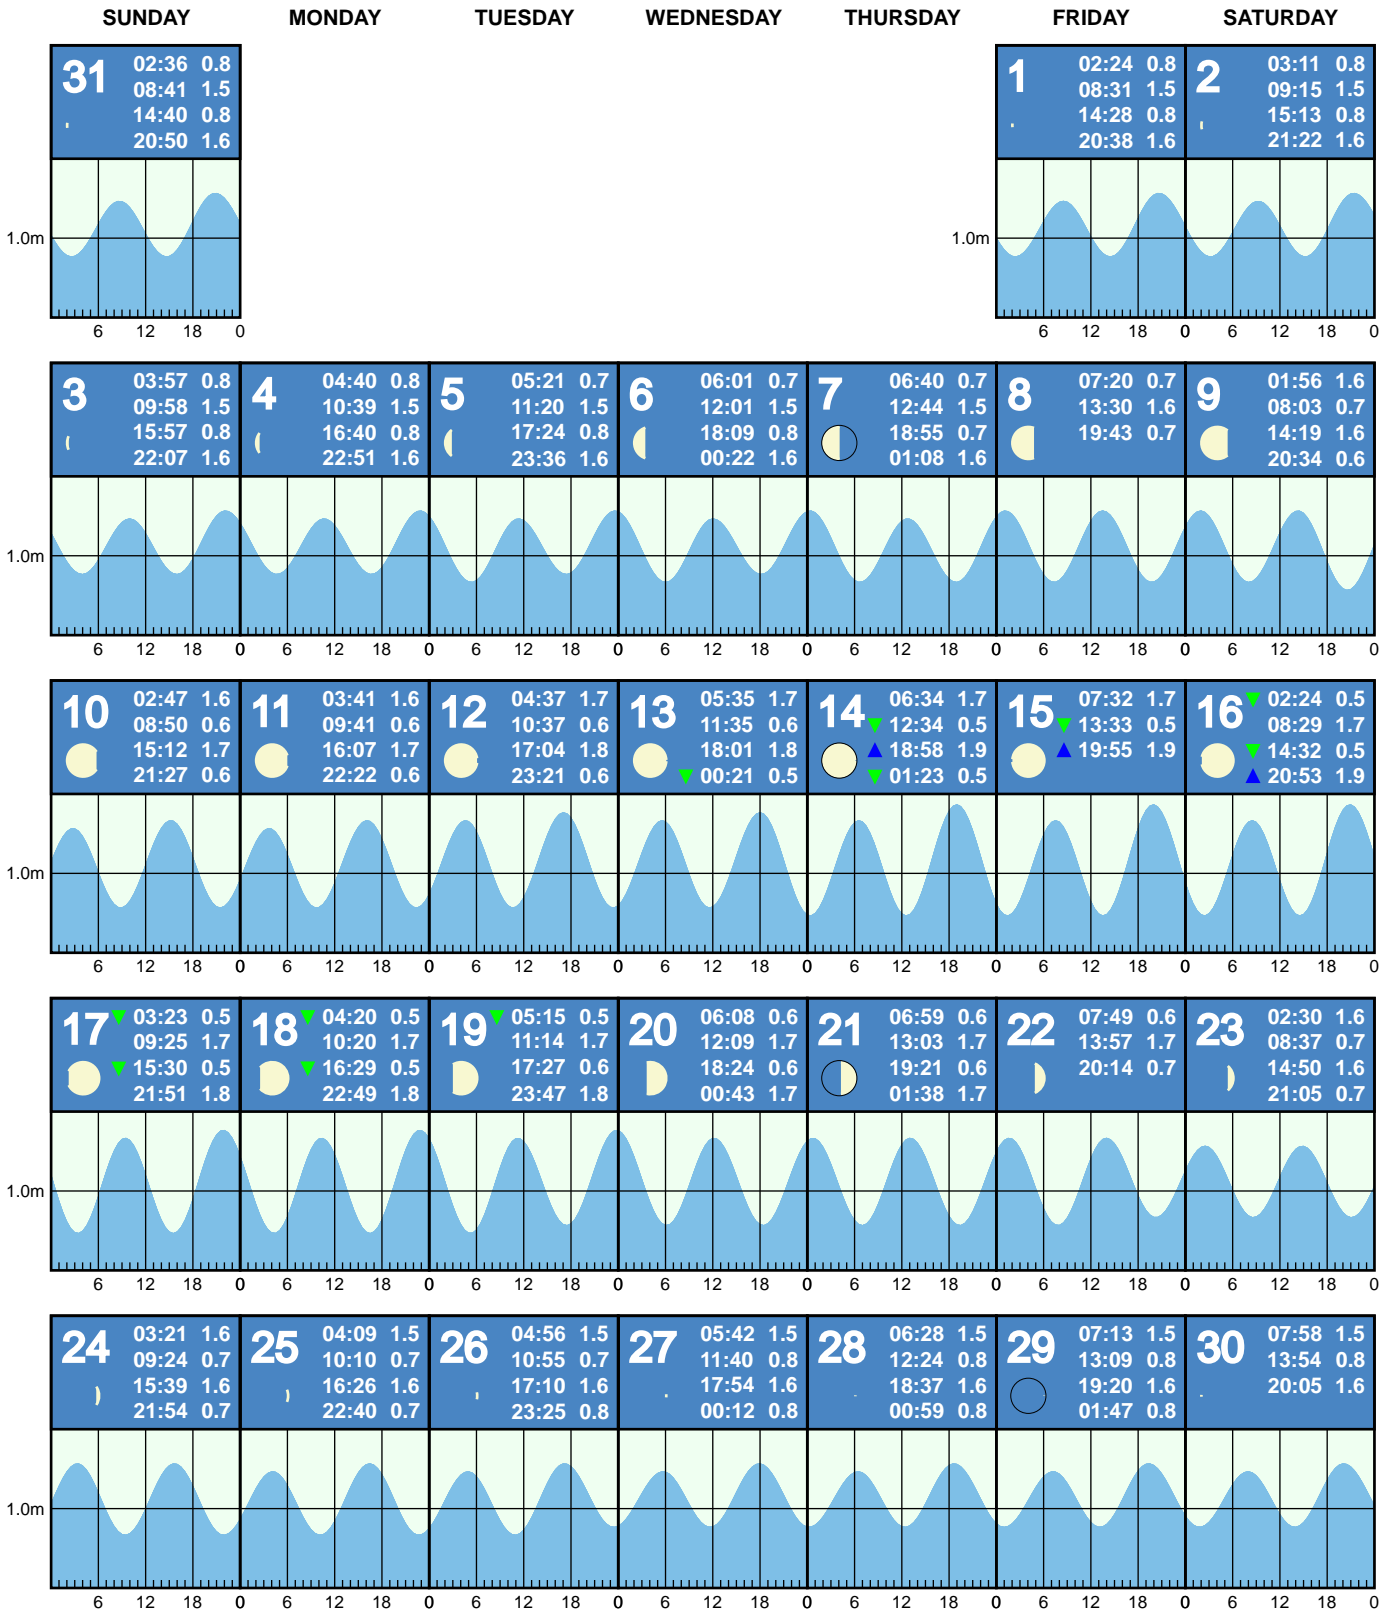 SUNDAY MONDAY TUESDAY WEDNESDAY THURSDAY FRIDAY SATURDAY
31 02:36 0.8
08:41 1.5
14:40 0.8
20:50 1.6
1 02:24 0.8
08:31 1.5
14:28 0.8
20:38 1.6
2 03:11 0.8
09:15 1.5
15:13 0.8
21:22 1.6
1.0m 1.0m
6 12 18 0 6 12 18 0 6 12 18 0
3 03:57 0.8
09:58 1.5
15:57 0.8
22:07 1.6
4 04:40 0.8
10:39 1.5
16:40 0.8
22:51 1.6
5 05:21 0.7
11:20 1.5
17:24 0.8
23:36 1.6
6 06:01 0.7
12:01 1.5
18:09 0.8
00:22 1.6
7 06:40 0.7
12:44 1.5
18:55 0.7
01:08 1.6
8 07:20 0.7
13:30 1.6
19:43 0.7
9 01:56 1.6
08:03 0.7
14:19 1.6
20:34 0.6
1.0m
6 12 18 0 6 12 18 0 6 12 18 0 6 12 18 0 6 12 18 0 6 12 18 0 6 12 18 0
10 02:47 1.6
08:50 0.6
15:12 1.7
21:27 0.6
11 03:41 1.6
09:41 0.6
16:07 1.7
22:22 0.6
12 04:37 1.7
10:37 0.6
17:04 1.8
23:21 0.6
13 05:35 1.7
11:35 0.6
18:01 1.8
00:21 0.5
14 06:34 1.7
12:34 0.5
18:58 1.9
01:23 0.5
15 07:32 1.7
13:33 0.5
19:55 1.9
16 02:24 0.5
08:29 1.7
14:32 0.5
20:53 1.9
1.0m
6 12 18 0 6 12 18 0 6 12 18 0 6 12 18 0 6 12 18 0 6 12 18 0 6 12 18 0
17 03:23 0.5
09:25 1.7
15:30 0.5
21:51 1.8
18 04:20 0.5
10:20 1.7
16:29 0.5
22:49 1.8
19 05:15 0.5
11:14 1.7
17:27 0.6
23:47 1.8
20 06:08 0.6
12:09 1.7
18:24 0.6
00:43 1.7
21 06:59 0.6
13:03 1.7
19:21 0.6
01:38 1.7
22 07:49 0.6
13:57 1.7
20:14 0.7
23 02:30 1.6
08:37 0.7
14:50 1.6
21:05 0.7
1.0m
6 12 18 0 6 12 18 0 6 12 18 0 6 12 18 0 6 12 18 0 6 12 18 0 6 12 18 0
24 03:21 1.6
09:24 0.7
15:39 1.6
21:54 0.7
25 04:09 1.5
10:10 0.7
16:26 1.6
22:40 0.7
26 04:56 1.5
10:55 0.7
17:10 1.6
23:25 0.8
27 05:42 1.5
11:40 0.8
17:54 1.6
00:12 0.8
28 06:28 1.5
12:24 0.8
18:37 1.6
00:59 0.8
29 07:13 1.5
13:09 0.8
19:20 1.6
01:47 0.8
30 07:58 1.5
13:54 0.8
20:05 1.6
1.0m
6 12 18 0 6 12 18 0 6 12 18 0 6 12 18 0 6 12 18 0 6 12 18 0 6 12 18 0